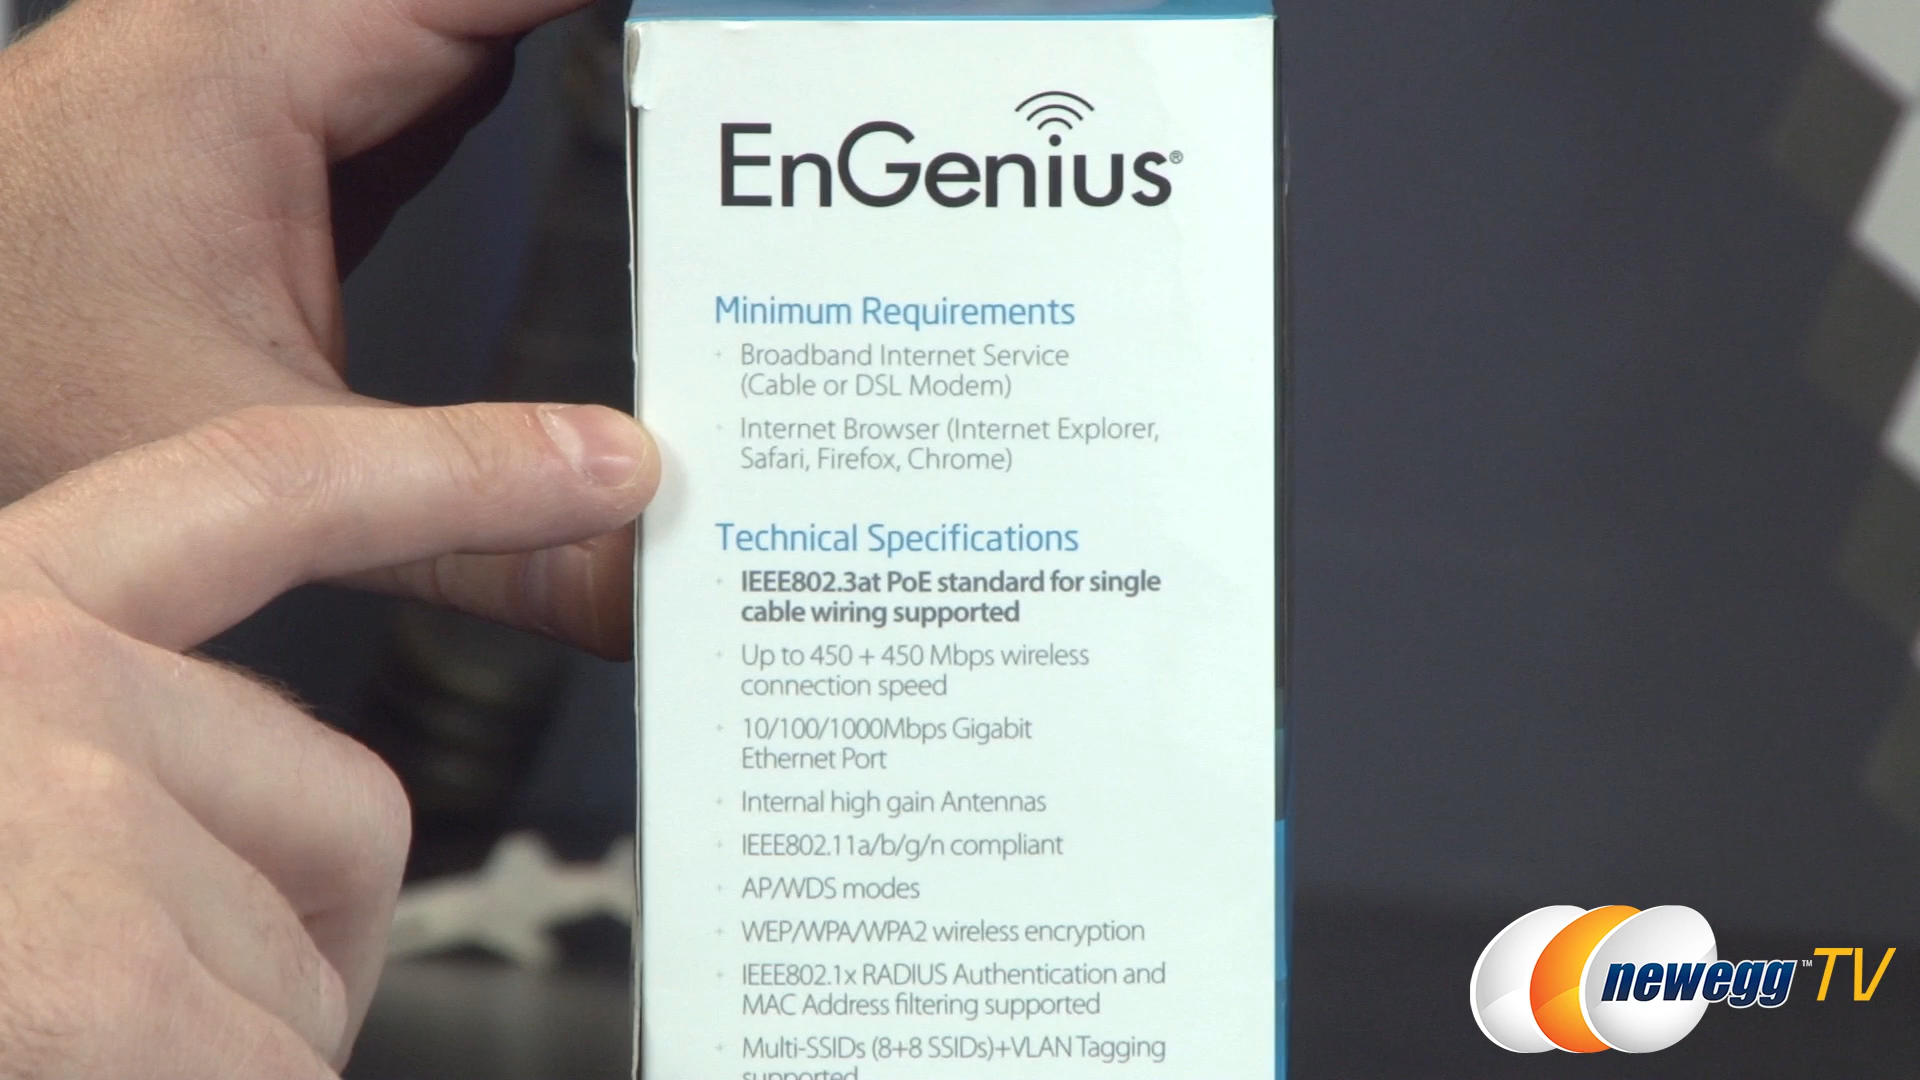 EnGenius®
Minimum Requirements
Broadband Internet Service
(Cable or DSL Modem)
Internet Browser (Internet Explorer,
Safari, Firefox, Chrome)
Technical Specifications
IEEE802.3at PoE standard for single
cable wiring supported
Up to 450 + 450 Mbps wireless
connection speed
10/100/1000Mbps Gigabit
Ethernet Port
Internal high gain Antennas
IEEE802.11a/b/g/n compliant
AP/WDS modes
WEP/WPA/WPA2 wireless encryption
IEEE802.1x RADIUS Authentication and
MAC Address filtering supported
Multi-SSIDs (8+8 SSIDs)+VLAN Tagging
supported
newegg™TV